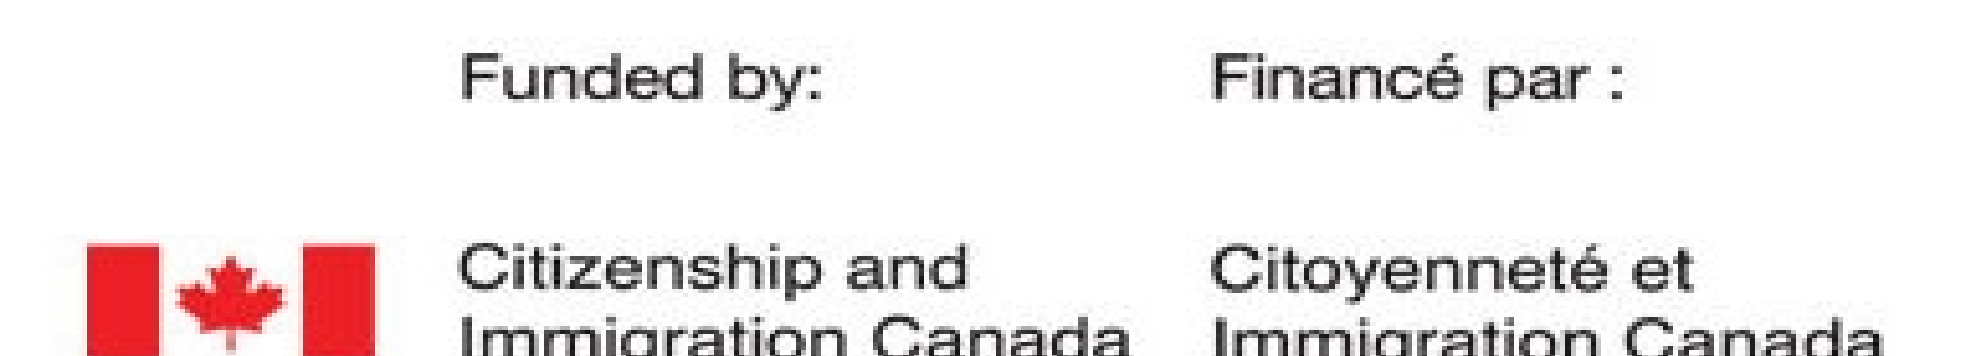 Funded by:
Financé par :
Citizenship and
Immigration Canada
Citoyenneté et
Immigration Canada